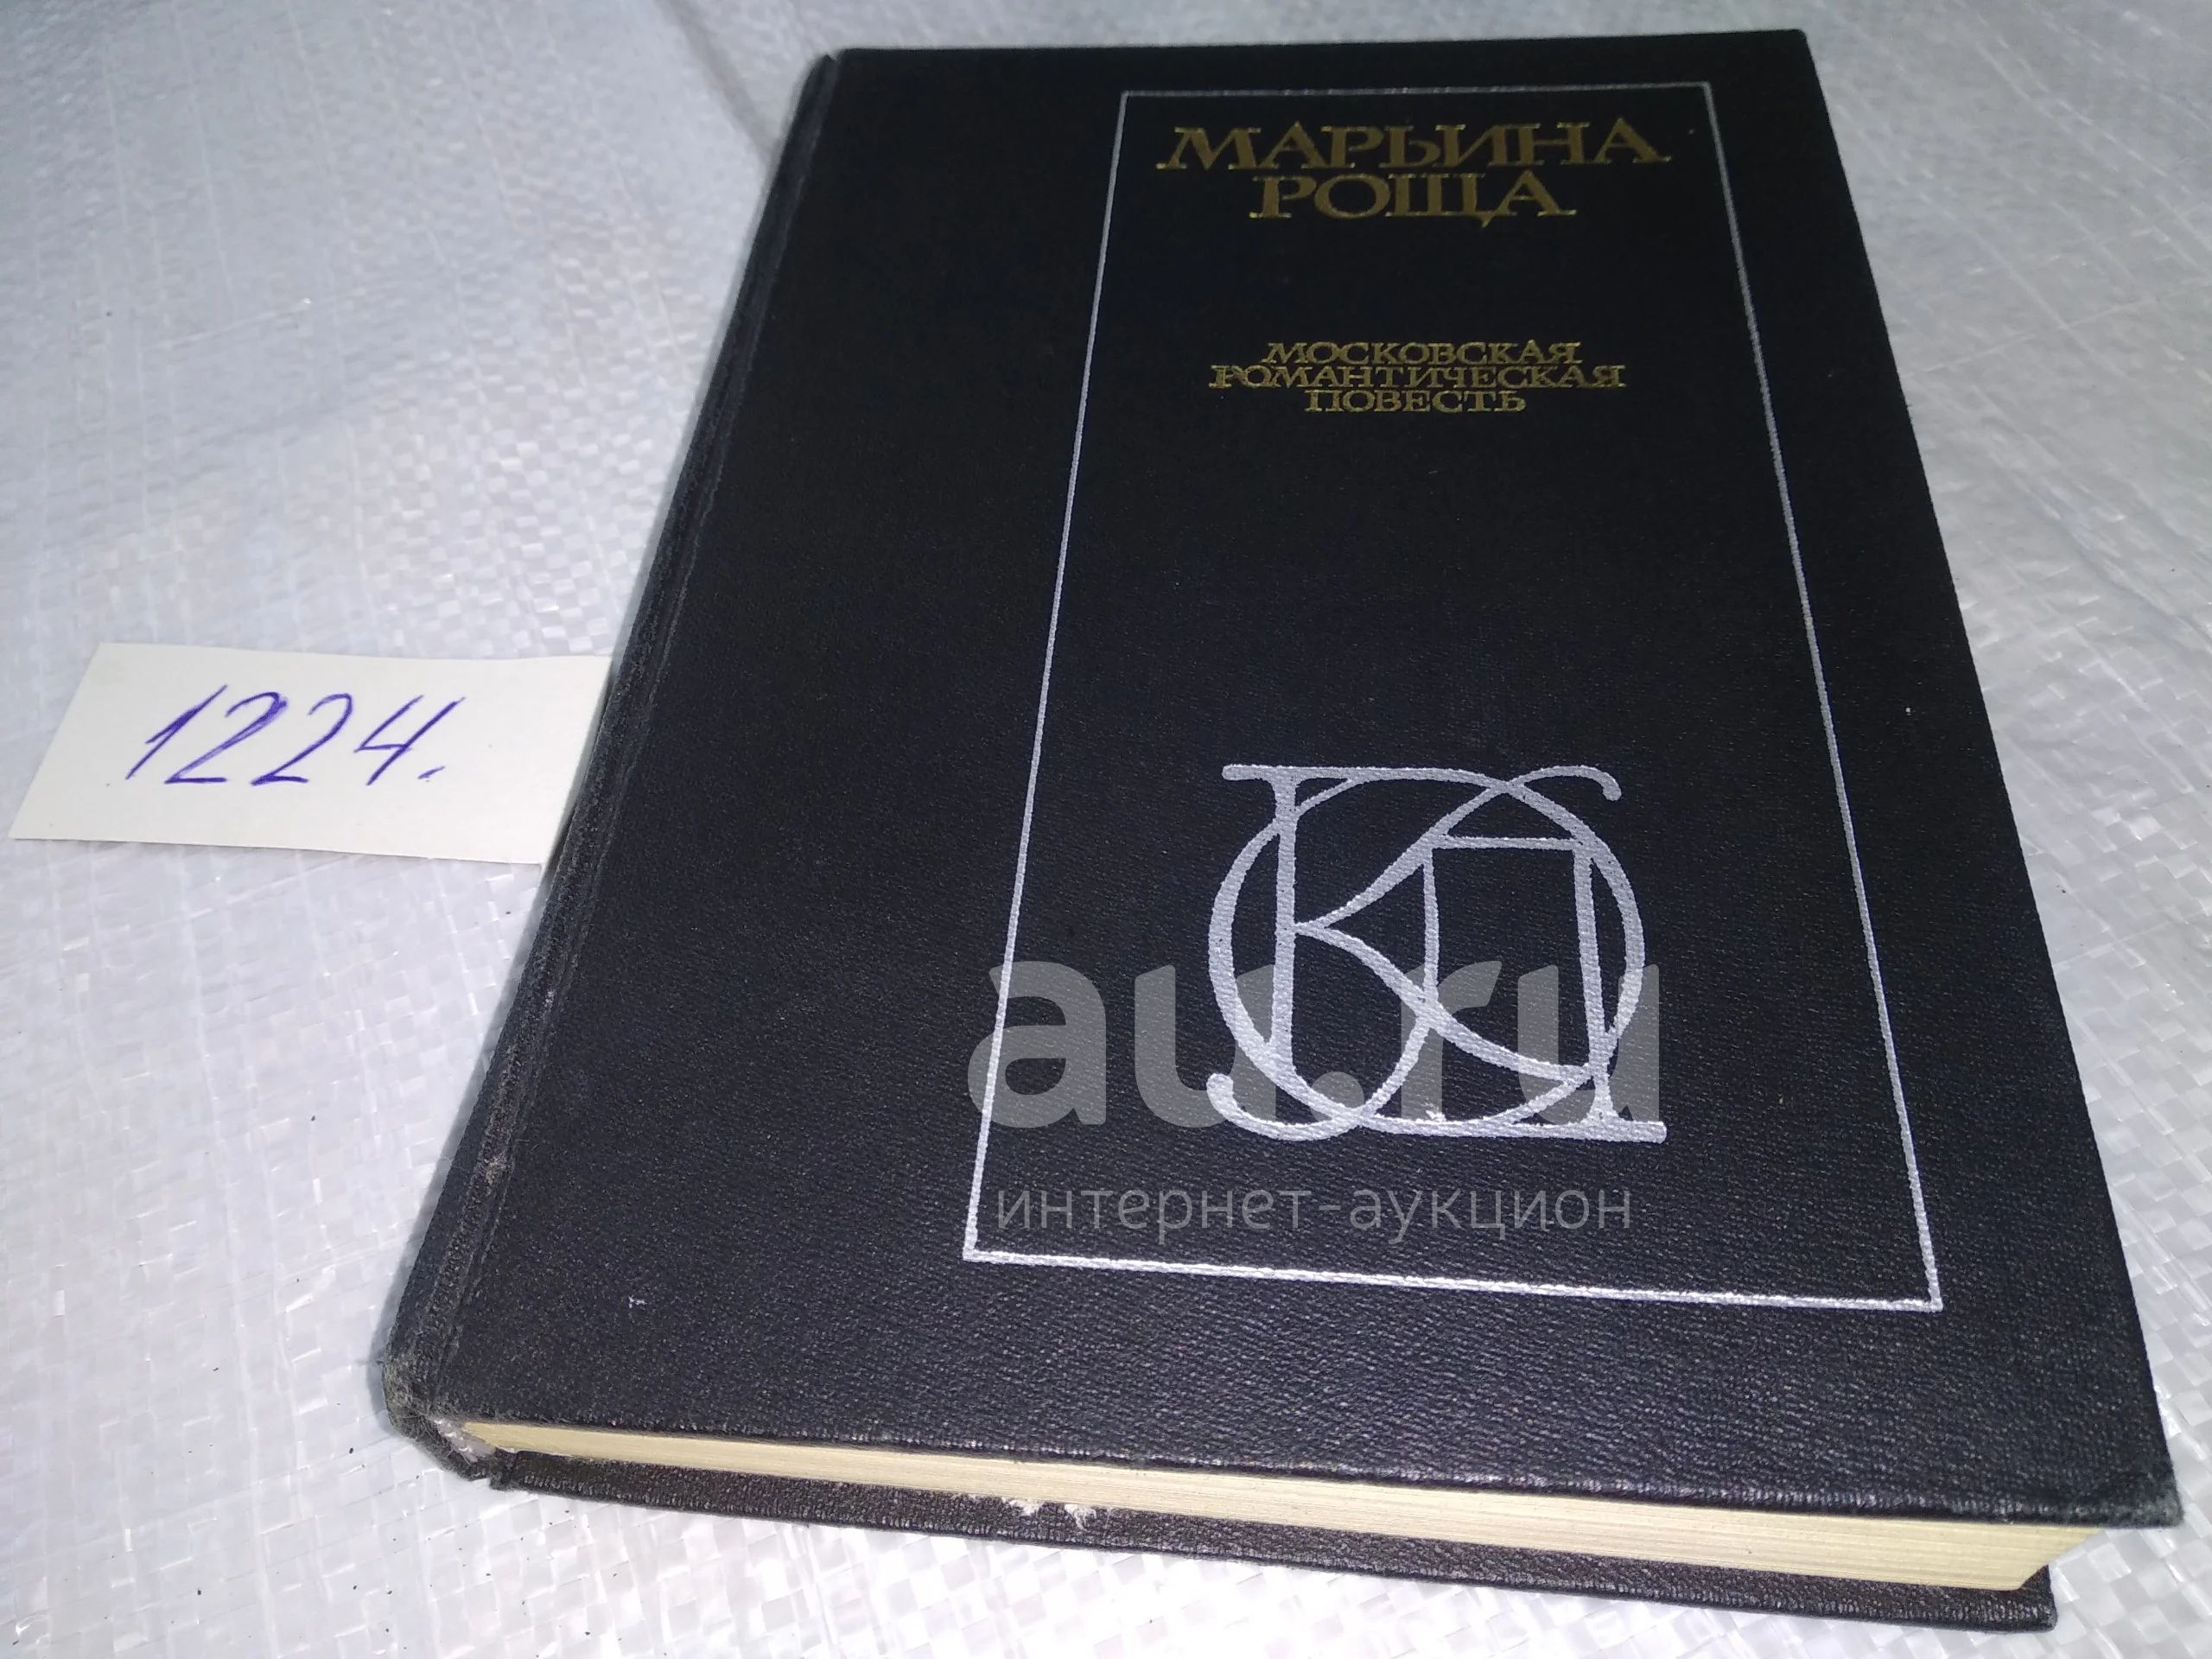 МАРЬИНА
РОЩА
МОСКОВСКАЯ
РОМАНТИЧЕСКАЯ
ПОВЕСТЬ
1224.
au.ru
интернет-аукцион